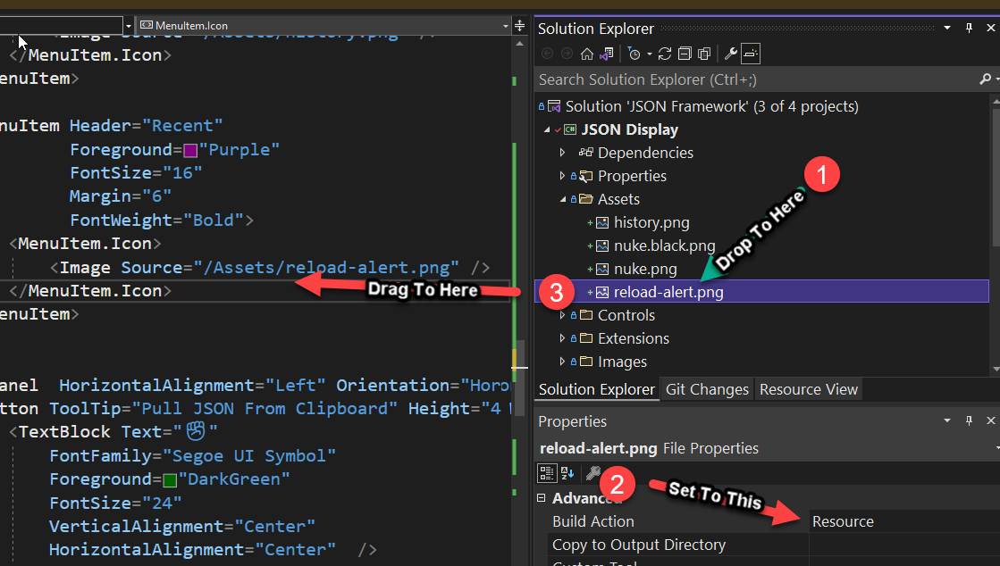 MenuItem.Icon
<Image Source="/Assets/history.png" />
</MenuItem.Icon>
enuItem>
nuItem Header="Recent"
Foreground="Purple"
FontSize="16"
Margin="6"
FontWeight="Bold">
<MenuItem.Icon>
<Image Source="/Assets/reload-alert.png" />
</MenuItem.Icon>
enuItem>
anel HorizontalAlignment="Left" Orientation="Horo
tton ToolTip="Pull JSON From Clipboard" Height="4 W
<TextBlock Text="✊"
FontFamily="Segoe UI Symbol"
Foreground="DarkGreen"
FontSize="24"
VerticalAlignment="Center"
HorizontalAlignment="Center" />
Drag To Here
Solution Explorer
Search Solution Explorer (Ctrl+;)
Solution 'JSON Framework' (3 of 4 projects)
C# JSON Display
Dependencies
Properties
1
Assets
Drop To Here
history.png
nuke.black.png
nuke.png
3
reload-alert.png
Controls
Extensions
Images
Solution Explorer Git Changes Resource View
Properties
reload-alert.png File Properties
2
Set To This
Advanced
Build Action Resource
Copy to Output Directory
Custom Tool